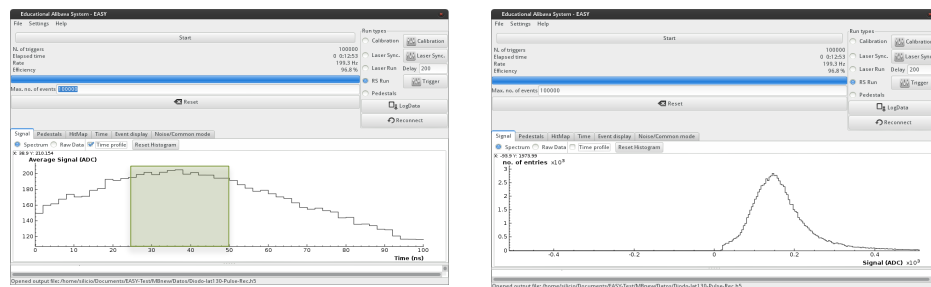 Educational Alibava System - EASY
File Settings Help
Start
N. of triggers 100000
Elapsed time 0 0:12:53
Rate 199,3 Hz
Efficiency 96,8 %
Max. no. of events 100000
Reset
Run types
Calibration Calibration
Laser Sync. Laser Sync.
Laser Run Delay 200
RS Run Trigger
Pedestals
LogData
Reconnect
Signal Pedestals HitMap Time Event display Noise/Common mode
Spectrum Raw Data Time profile Reset Histogram
X: 36.9 Y: 210.154
Average Signal (ADC)
200
180
160
140
120
0 10 20 30 40 50 60 70 80 90 100
Time (ns)
Opened output file: /home/silicio/Documents/EASY-Test/MBnew/Datos/Diodo-lat130-Pulse-Rec.h5
Educational Alibava System - EASY
File Settings Help
Start
N. of triggers 100000
Elapsed time 0 0:12:53
Rate 199,3 Hz
Efficiency 96,8 %
Max. no. of events 100000
Reset
Run types
Calibration Calibration
Laser Sync. Laser Sync.
Laser Run Delay 200
RS Run Trigger
Pedestals
LogData
Reconnect
Signal Pedestals HitMap Time Event display Noise/Common mode
Spectrum Raw Data Time profile Reset Histogram
no. of entries x10³
3
2.5
2
1.5
1
0.5
0
-0.4 -0.2 0 0.2 0.4
Signal (ADC) x10³
Opened output file: /home/silicio/Documents/EASY-Test/MBnew/Datos/Diodo-lat130-Pulse-Rec.h5